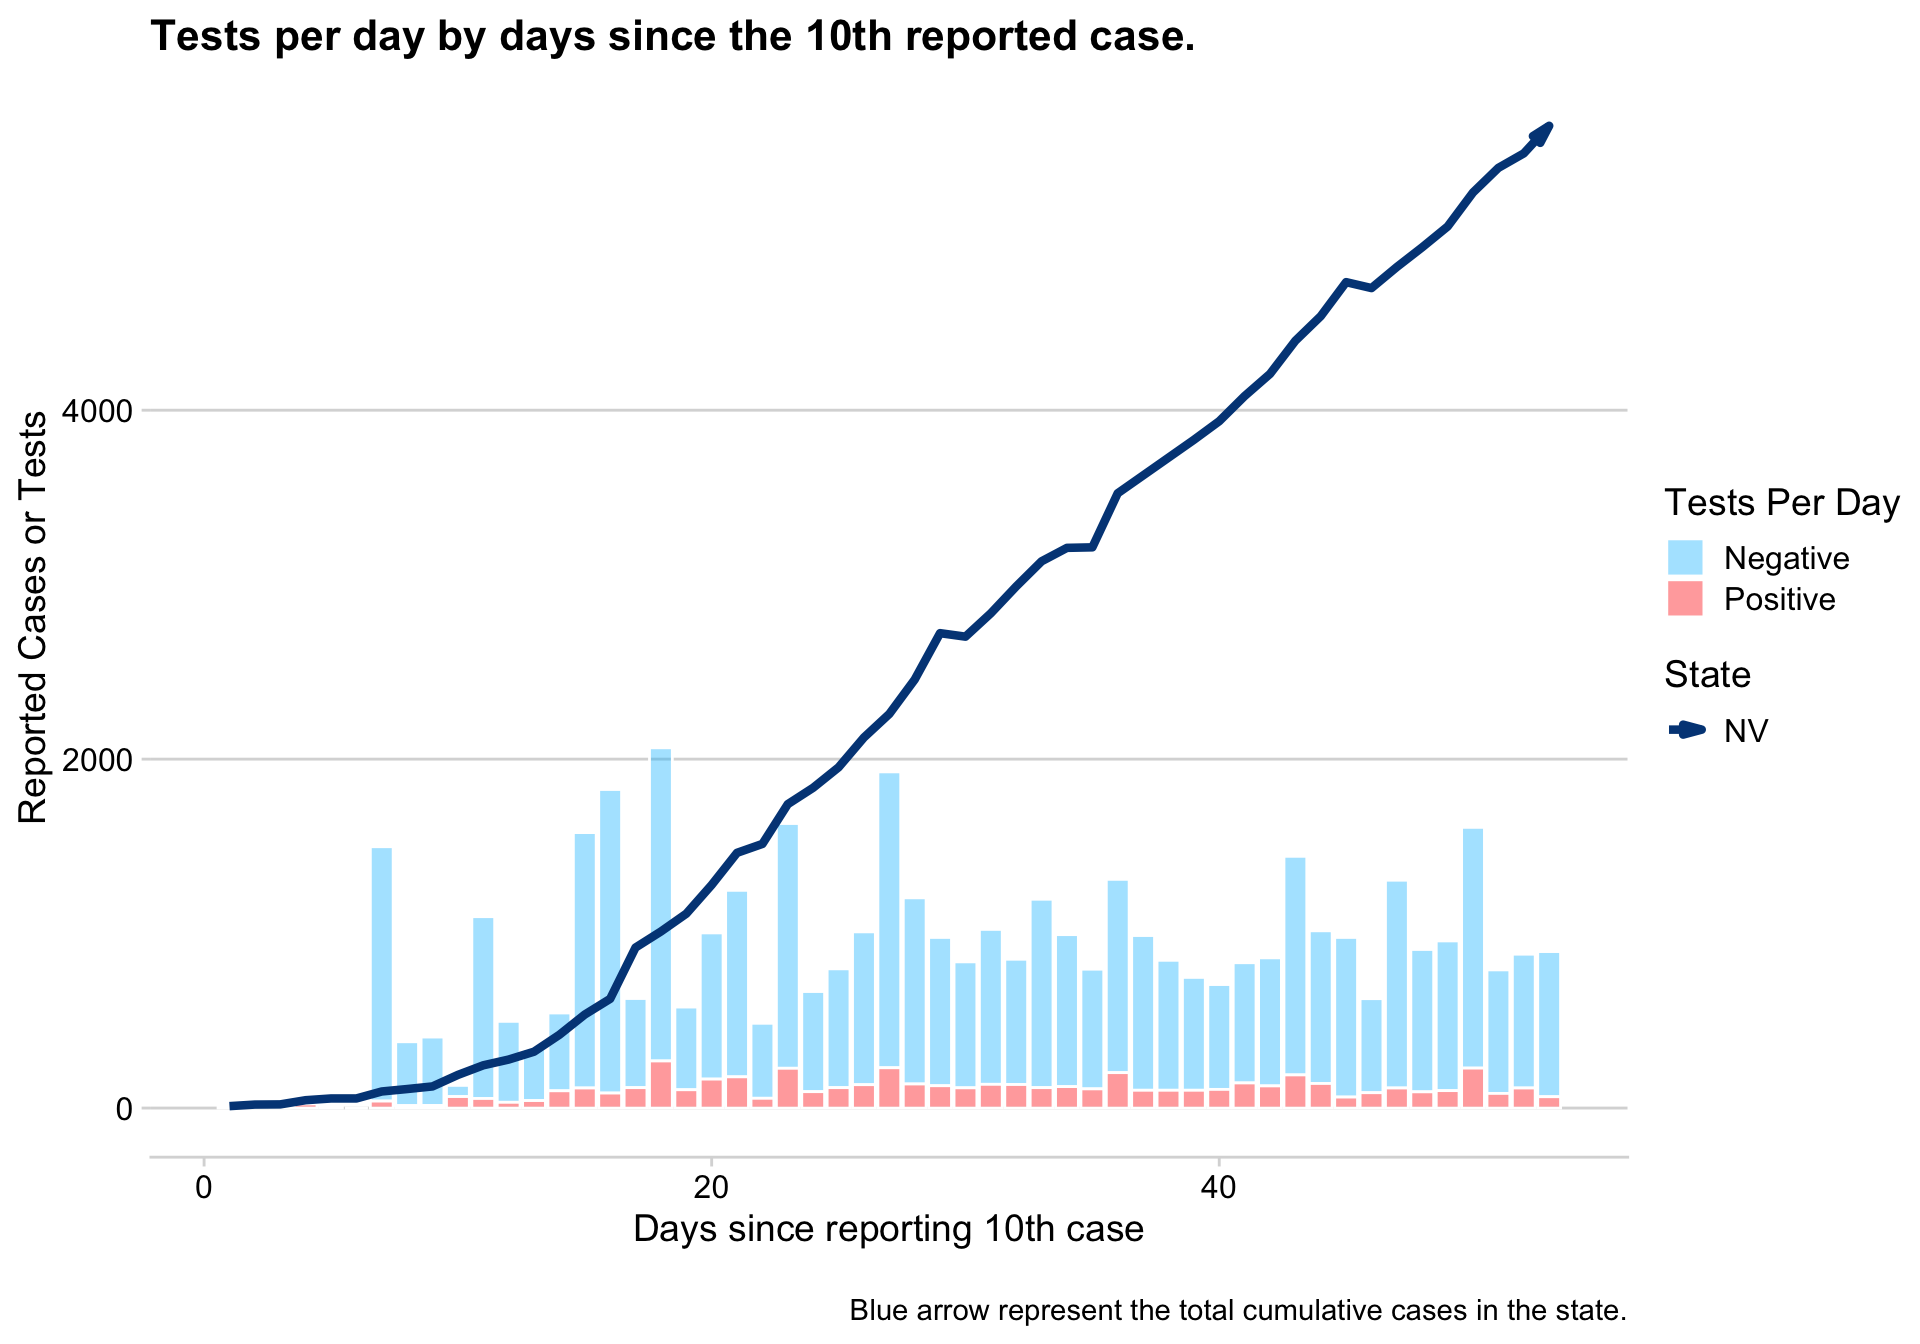 Tests per day by days since the 10th reported case.
Reported Cases or Tests
4000
2000
0
0
20
40
Days since reporting 10th case
Tests Per Day
Negative
Positive
State
NV
Blue arrow represent the total cumulative cases in the state.